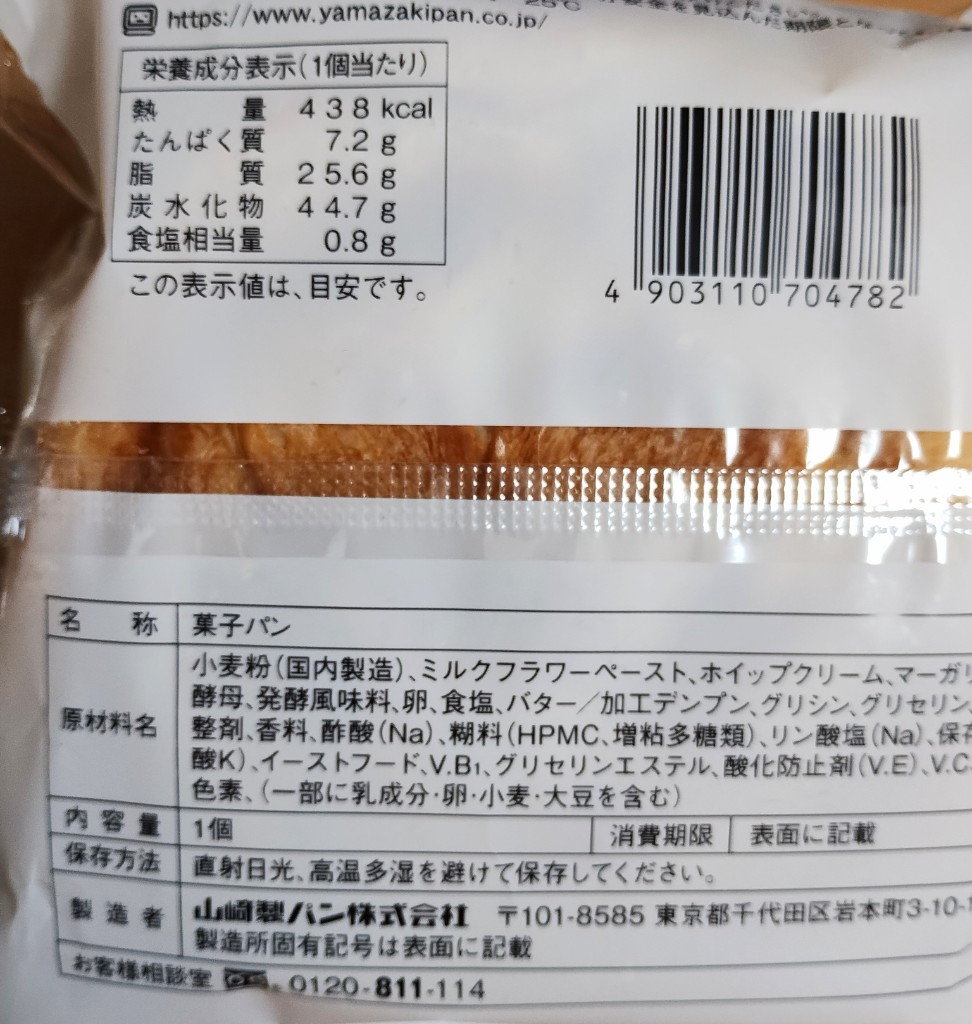 https://www.yamazakipan.co.jp/
25℃
栄養成分表示(1個当たり)
熱量 438 kcal
たんぱく質 7.2 g
脂質 25.6 g
炭水化物 44.7 g
食塩相当量 0.8 g
この表示値は、目安です。
4 903110 704782
名称 菓子パン
原材料名
小麦粉(国内製造)、ミルクフラワーペースト、ホイップクリーム、マーガリ
酵母、発酵風味料、卵、食塩、バター／加工デンプン、グリシン、グリセリン、
整剤、香料、酢酸(Na)、糊料(HPMC、増粘多糖類)、リン酸塩(Na)、保存
酸K)、イーストフード、V.B₁、グリセリンエステル、酸化防止剤(V.E)、V.C、
色素、(一部に乳成分・卵・小麦・大豆を含む)
内容量 1個 消費期限 表面に記載
保存方法 直射日光、高温多湿を避けて保存してください。
製造者 山崎製パン株式会社 〒101-8585 東京都千代田区岩本町3-10-1
製造所固有記号は表面に記載
お客様相談室 0120-811-114